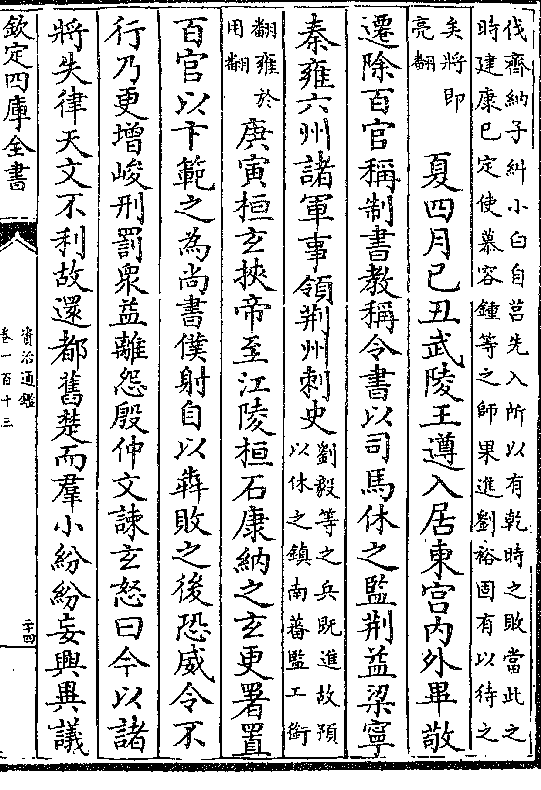 伐齊納子糾小白自莒先入所以有乾時之敗當此之
時建康已定使慕容鍾等之師果進劉裕固有以待之
矣將即
亮翻
夏四月己丑武陵王遵入居東宫内外畢敬
遷除百官稱制書教稱令書以司馬休之監荆益梁寧
秦雍六州諸軍事領荆州刺史
劉毅等之兵既進故預
以休之鎮南蕃監工銜
翻雍於
用翻
庚寅桓玄挾帝至江陵桓石康納之玄更署置
百官以卞範之為尚書僕射自以犇敗之後恐威令不
行乃更增峻刑罰衆益離怨殷仲文諫玄怒曰今以諸
將失律天文不利故還都舊楚而羣小紛紛妄興異議
欽定四庫全書
資治通鑑
卷一百十三
二十四